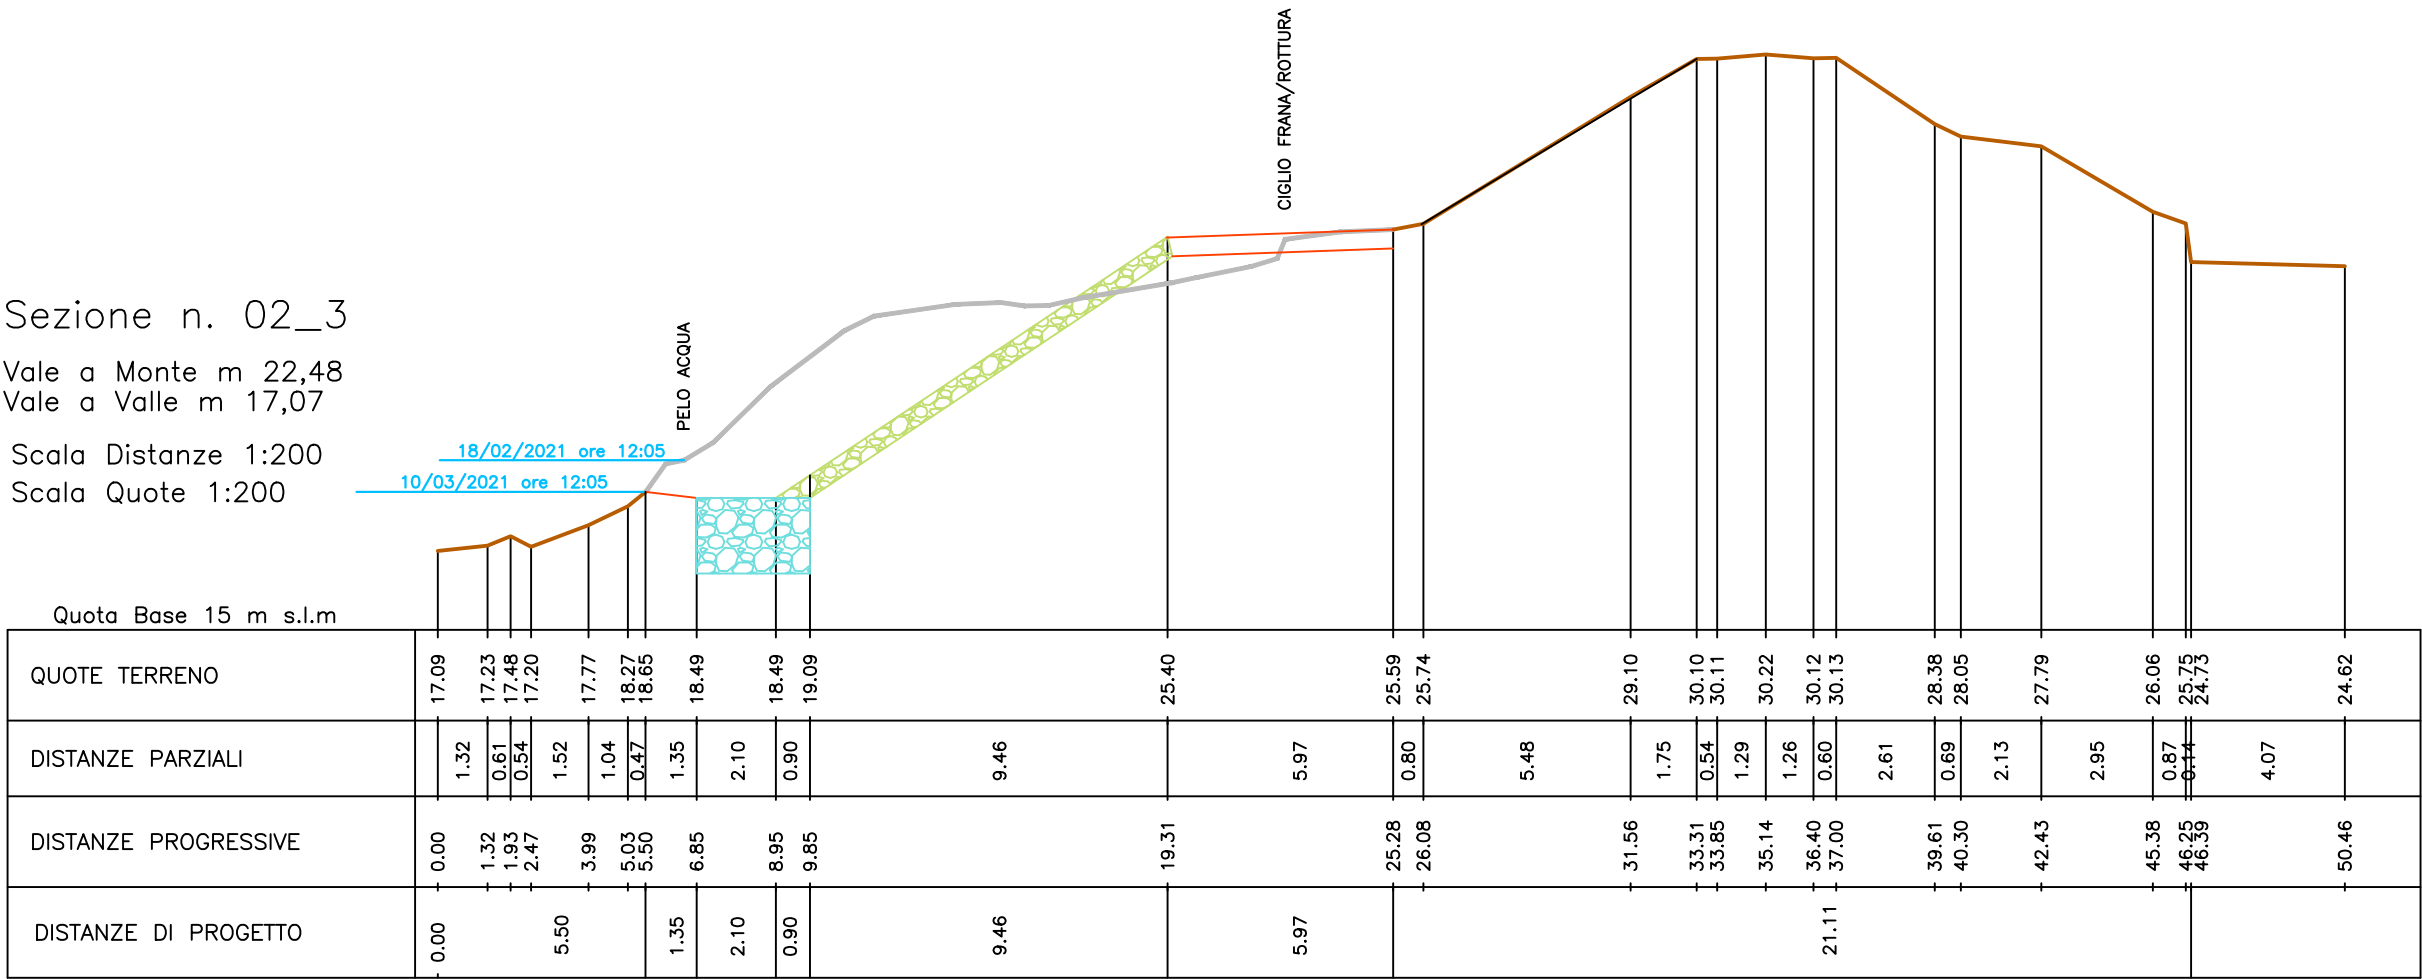 CIGLIO FRANA/ROTTURA
Sezione n. 02_3
PELO ACQUA
Vale a Monte m 22,48
Vale a Valle m 17,07
Scala Distanze 1:200
Scala Quote 1:200
18/02/2021 ore 12:05
10/03/2021 ore 12:05
Quota Base 15 m s.l.m
QUOTE TERRENO 17.09 17.23 17.48 17.20 17.77 18.27 18.65 18.49 18.49 19.09 25.40 25.59 25.74 29.10 30.10 30.11 30.22 30.12 30.13 28.38 28.05 27.79 26.06 25.75 24.73 24.62
DISTANZE PARZIALI 1.32 0.61 0.54 1.52 1.04 0.47 1.35 2.10 0.90 9.46 5.97 0.80 5.48 1.75 0.54 1.29 1.26 0.60 2.61 0.69 2.13 2.95 0.87 0.14 4.07
DISTANZE PROGRESSIVE 0.00 1.32 1.93 2.47 3.99 5.03 5.50 6.85 8.95 9.85 19.31 25.28 26.08 31.56 33.31 33.85 35.14 36.40 37.00 39.61 40.30 42.43 45.38 46.25 46.39 50.46
DISTANZE DI PROGETTO 0.00 5.50 1.35 2.10 0.90 9.46 5.97 21.11